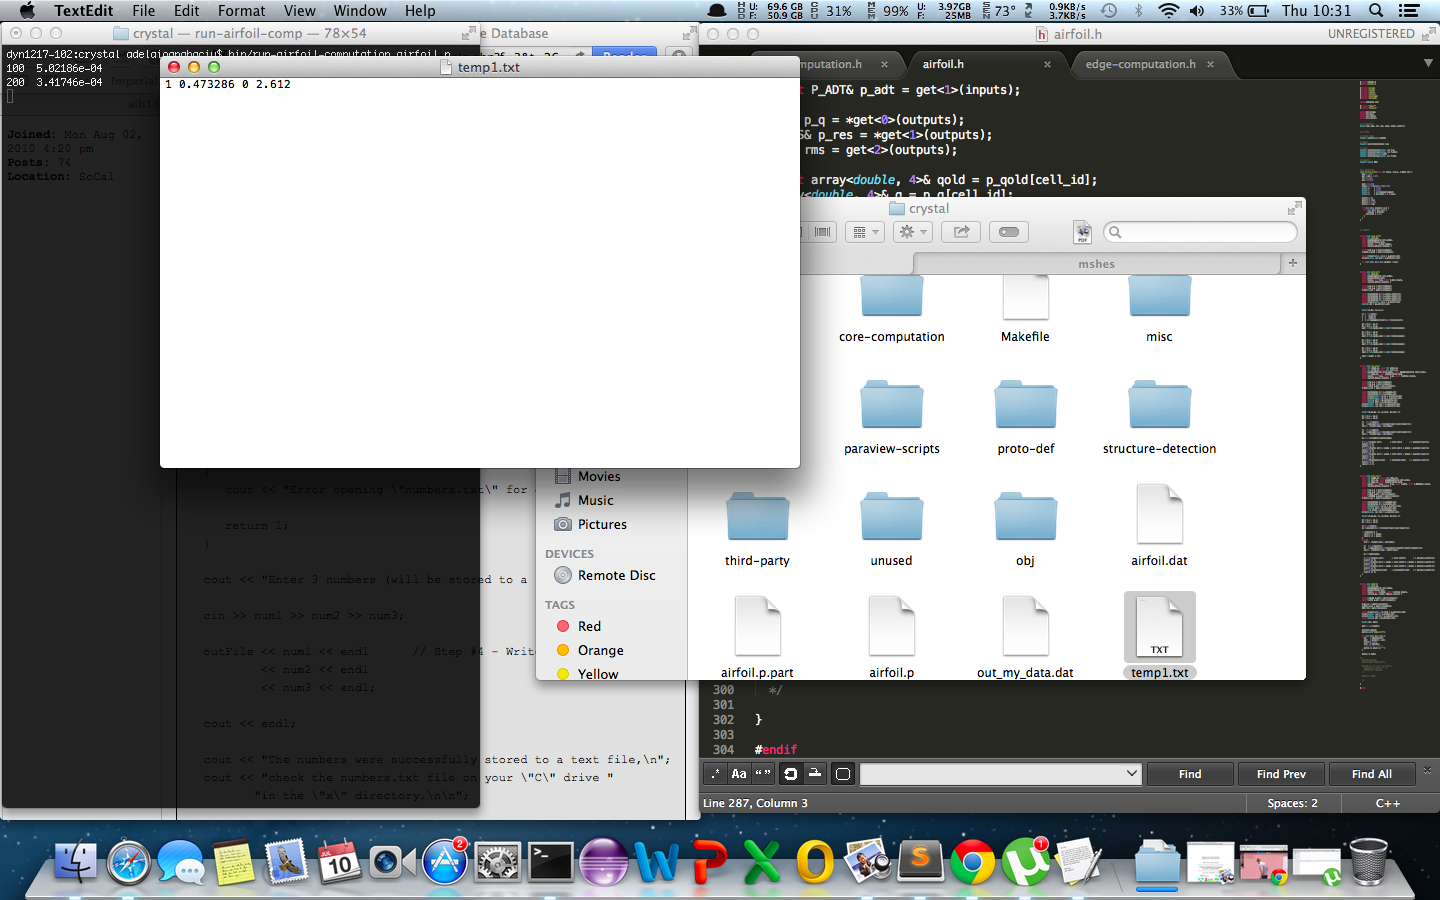 TextEdit File Edit Format View Window Help
U: 69.6 GB
F: 50.9 GB
31%
99%
U: 3.97GB
F: 25MB
73°
0.9KB/s
3.7KB/s
33%
Thu 10:31
crystal — run-airfoil-comp — 78×54
e Database
airfoil.h
UNREGISTERED
dyn1217-102:crystal adelaiagnghaciu$ bin/run-airfoil-computation airfoil.p
100 5.02186e-04
200 3.41746e-04
Joined: Mon Aug 02,
2010 4:20 pm
Posts: 74
Location: SoCal
temp1.txt
1 0.473286 0 2.612
mputation.h ×
airfoil.h ×
edge-computation.h ×
t P_ADT& p_adt = get<1>(inputs);
p_q = *get<0>(outputs);
& p_res = *get<1>(outputs);
rms = get<2>(outputs);
t array<double, 4>& qold = p_qold[cell_id];
y<double, 4>& q = p_q[cell_id];
crystal
PDF
mshes
+
core-computation
Makefile
misc
paraview-scripts
proto-def
structure-detection
third-party
unused
obj
airfoil.dat
airfoil.p.part
airfoil.p
out_my_data.dat
TXT
temp1.txt
Movies
Music
Pictures
DEVICES
Remote Disc
TAGS
Red
Orange
Yellow
cout << "Error opening \"numbers.txt\" for
return 1;
}
cout << "Enter 3 numbers (will be stored to a
cin >> num1 >> num2 >> num3;
outFile << num1 << endl // Step #4 - Writ
<< num2 << endl
<< num3 << endl;
cout << endl;
cout << "The numbers were successfully stored to a text file,\n";
cout << "check the numbers.txt file on your \"C\" drive "
"in the \"x\" directory.\n\n";
300 */
301
302 }
303
304 #endif
.* Aa “ ”
Find
Find Prev
Find All
Line 287, Column 3
Spaces: 2
C++
JUL
10
2
1